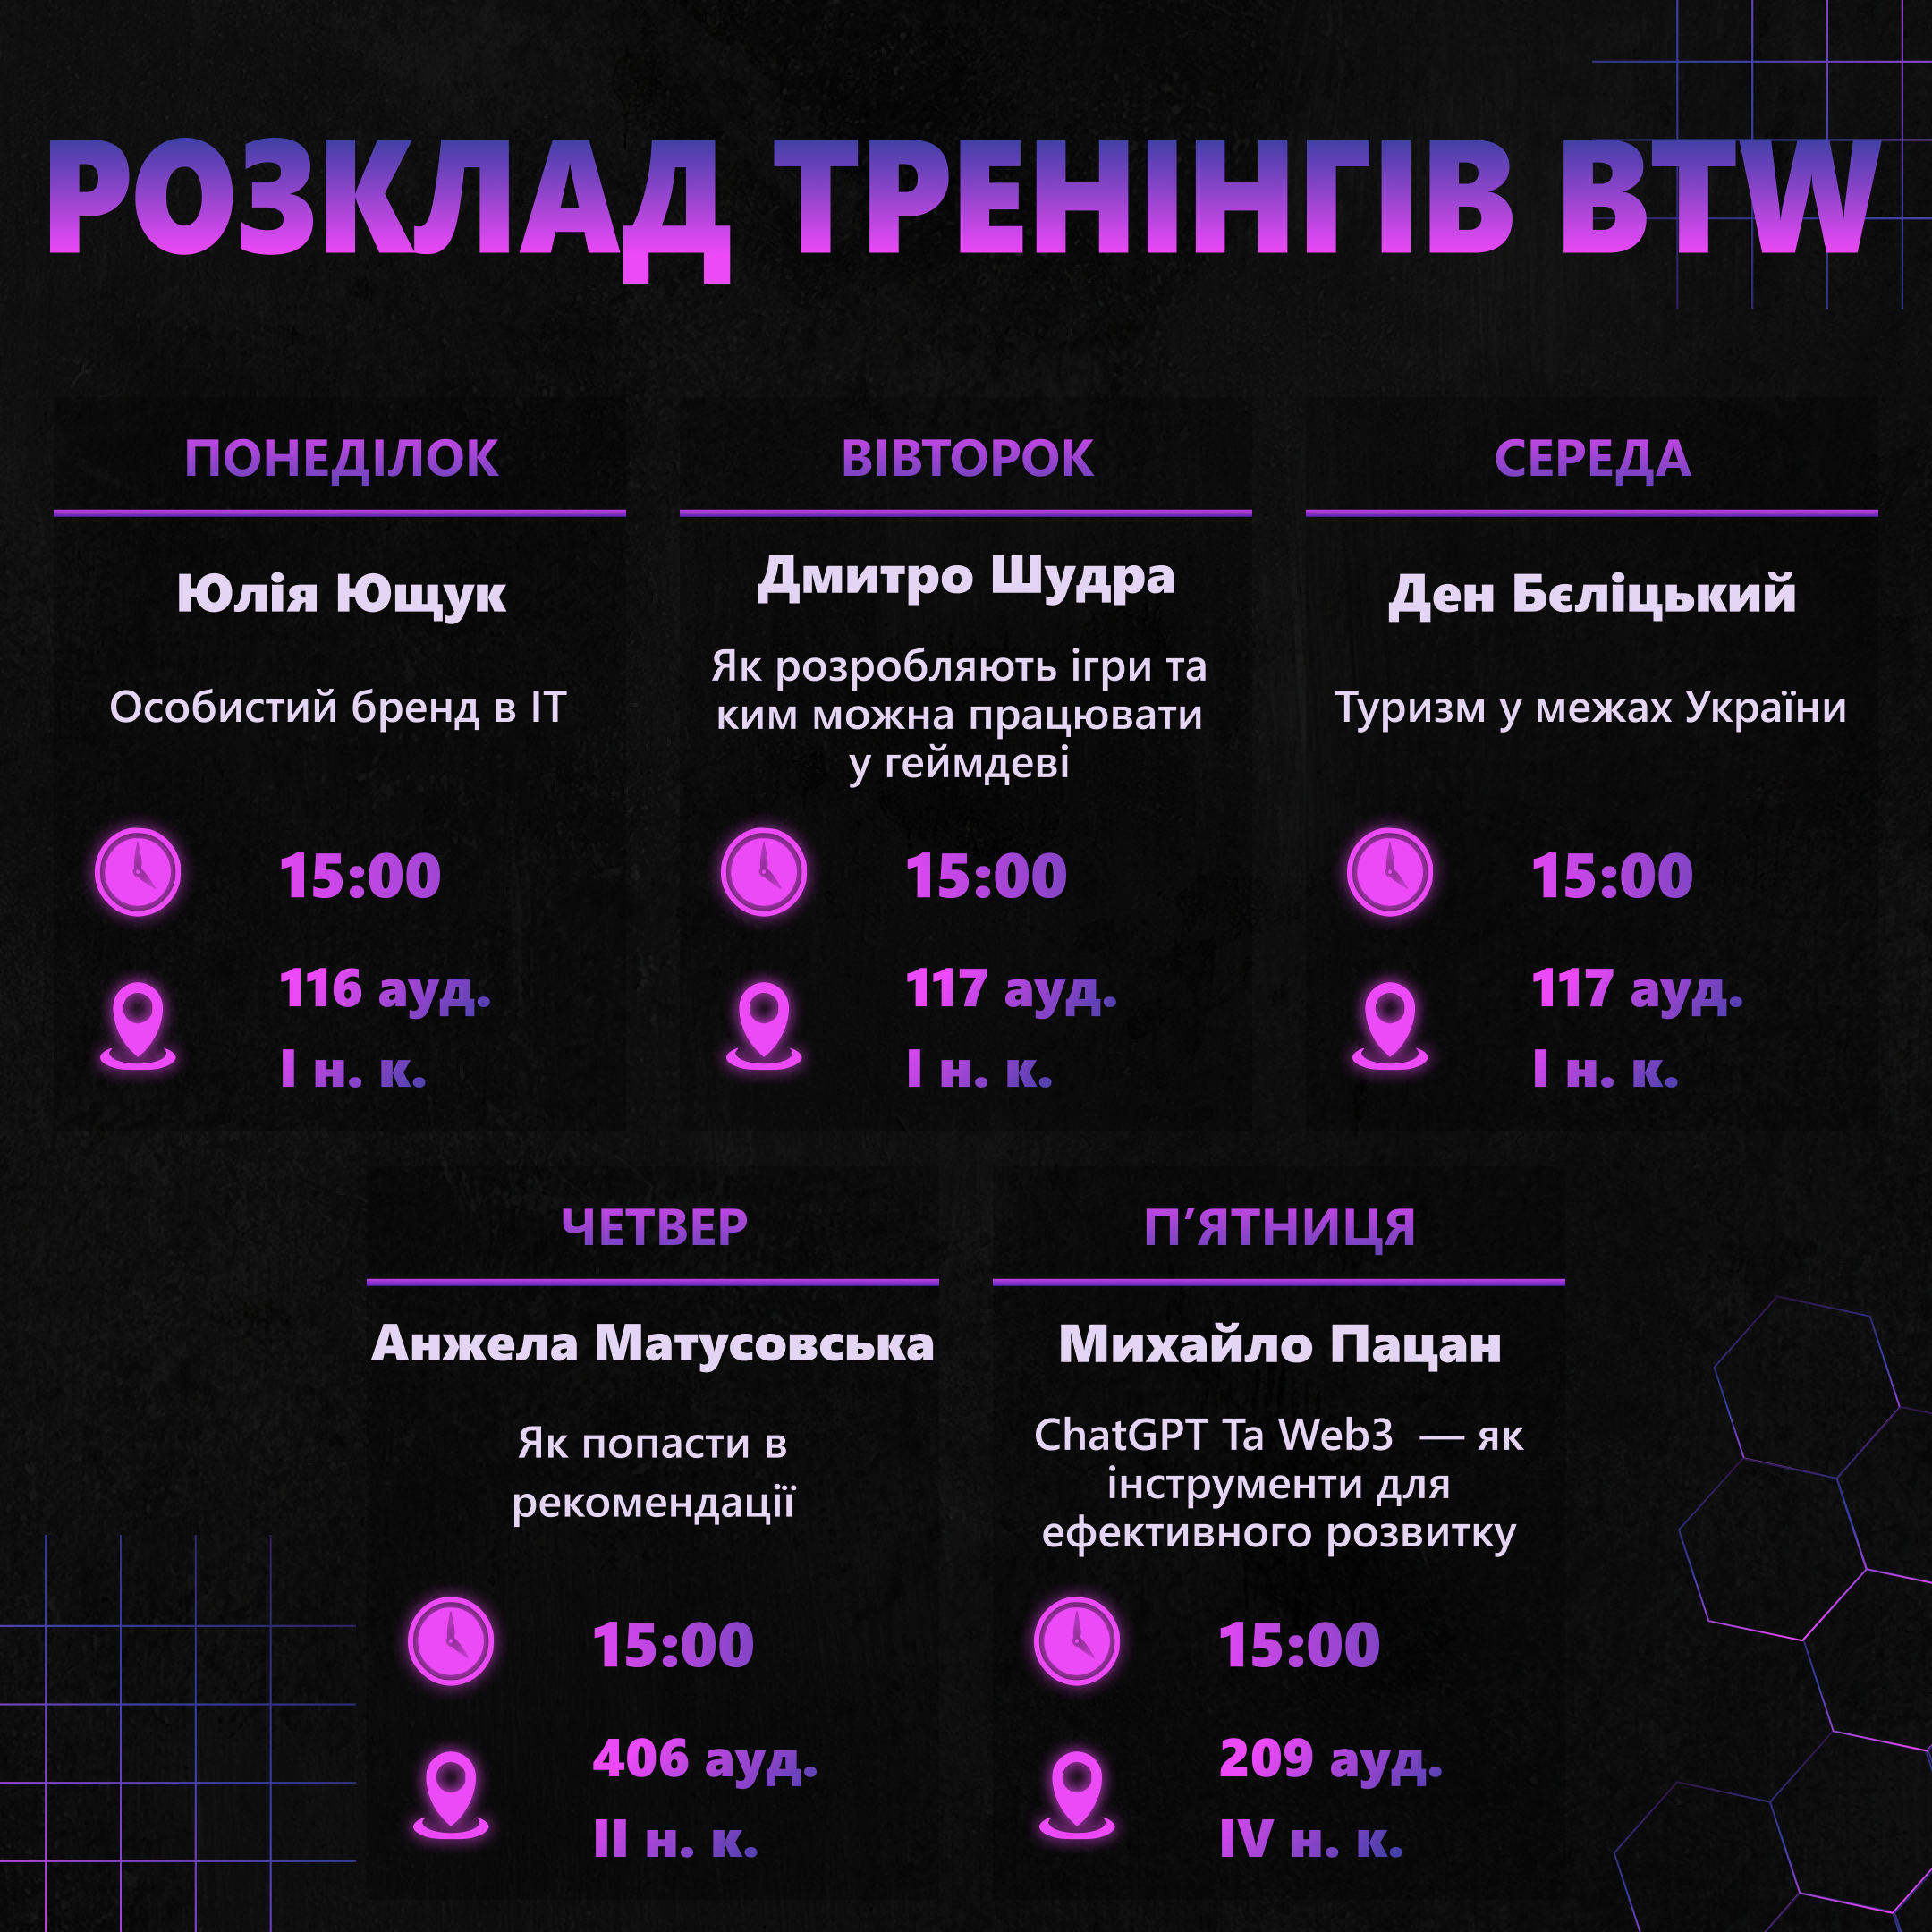 РОЗКЛАД ТРЕНІНГІВ BTW
ПОНЕДІЛОК
Юлія Ющук
Особистий бренд в ІТ
15:00
116 ауд.
І н. к.
ВІВТОРОК
Дмитро Шудра
Як розробляють ігри та
ким можна працювати
у геймдеві
15:00
117 ауд.
І н. к.
СЕРЕДА
Ден Бєліцький
Туризм у межах України
15:00
117 ауд.
І н. к.
ЧЕТВЕР
Анжела Матусовська
Як попасти в
рекомендації
15:00
406 ауд.
ІІ н. к.
П’ЯТНИЦЯ
Михайло Пацан
ChatGPT Та Web3 — як
інструменти для
ефективного розвитку
15:00
209 ауд.
IV н. к.